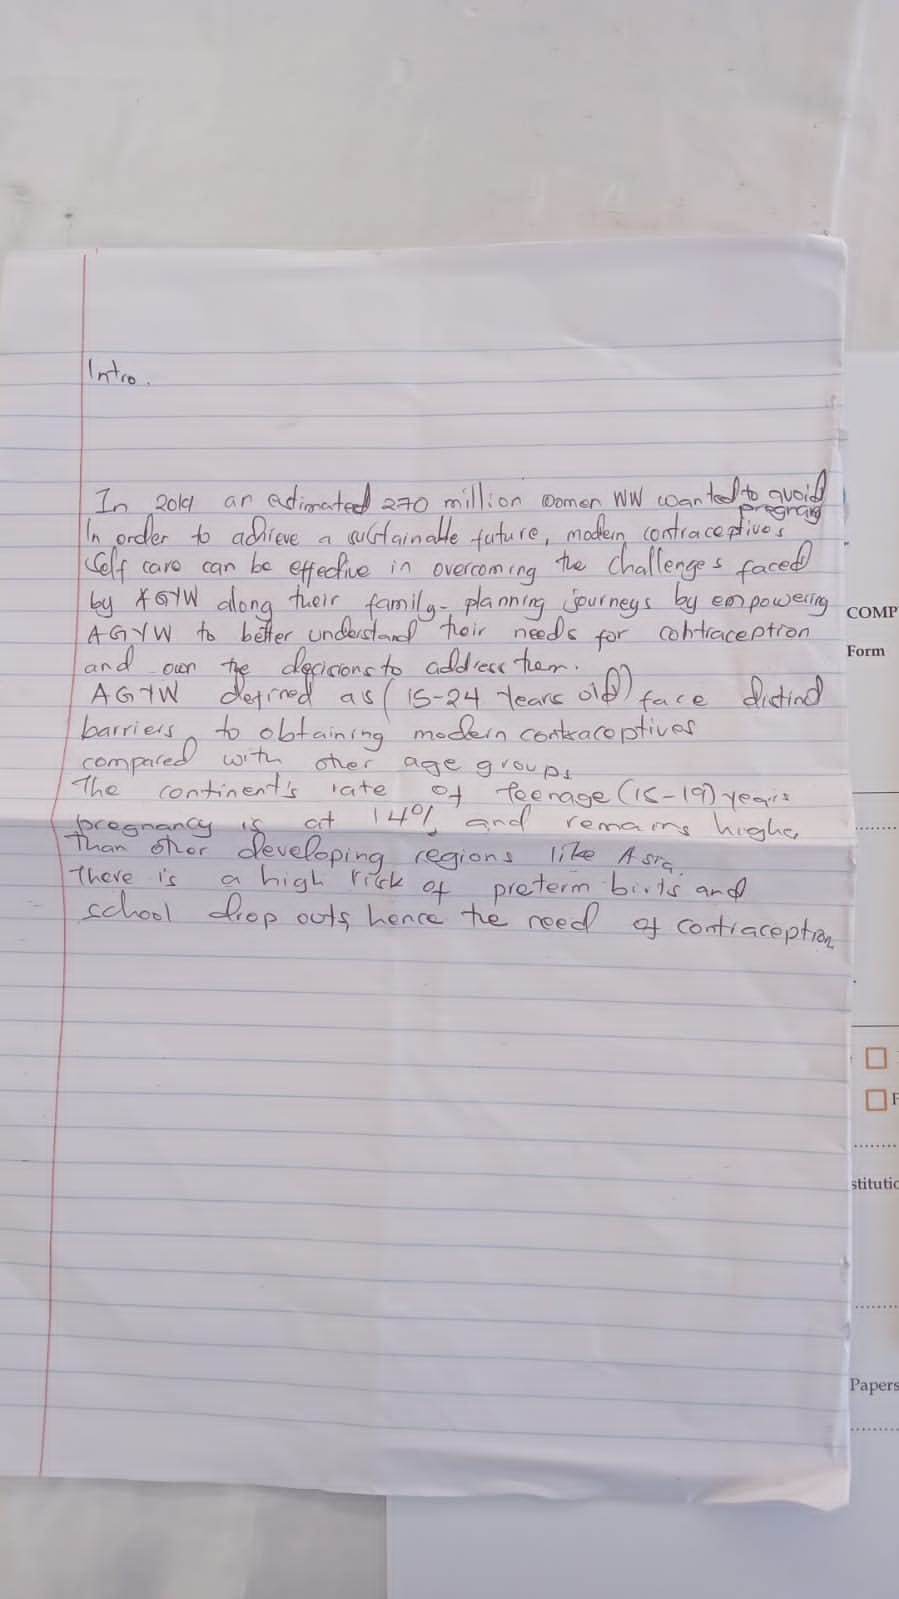 Intro.
In 2019 an estimated 270 million women WW wanted to avoid
pregnancy
In order to achieve a sustainable future, modern contraceptives
Self care can be effective in overcoming the challenges faced
by AGYW along their family-planning journeys by empowering
AGYW to better understand their needs for contraception
and own the decisions to address them.
AGYW defined as (15-24 Years old) face distind
barriers to obtaining modern contraceptives
compared with other age groups
The continent's rate of teenage (15-19) years
pregnancy is at 14% and remains higher
than other developing regions like Asia.
There is a high risk of preterm births and
school drop outs, hence the need of contraception
COMP
Form
stitutio
Papers